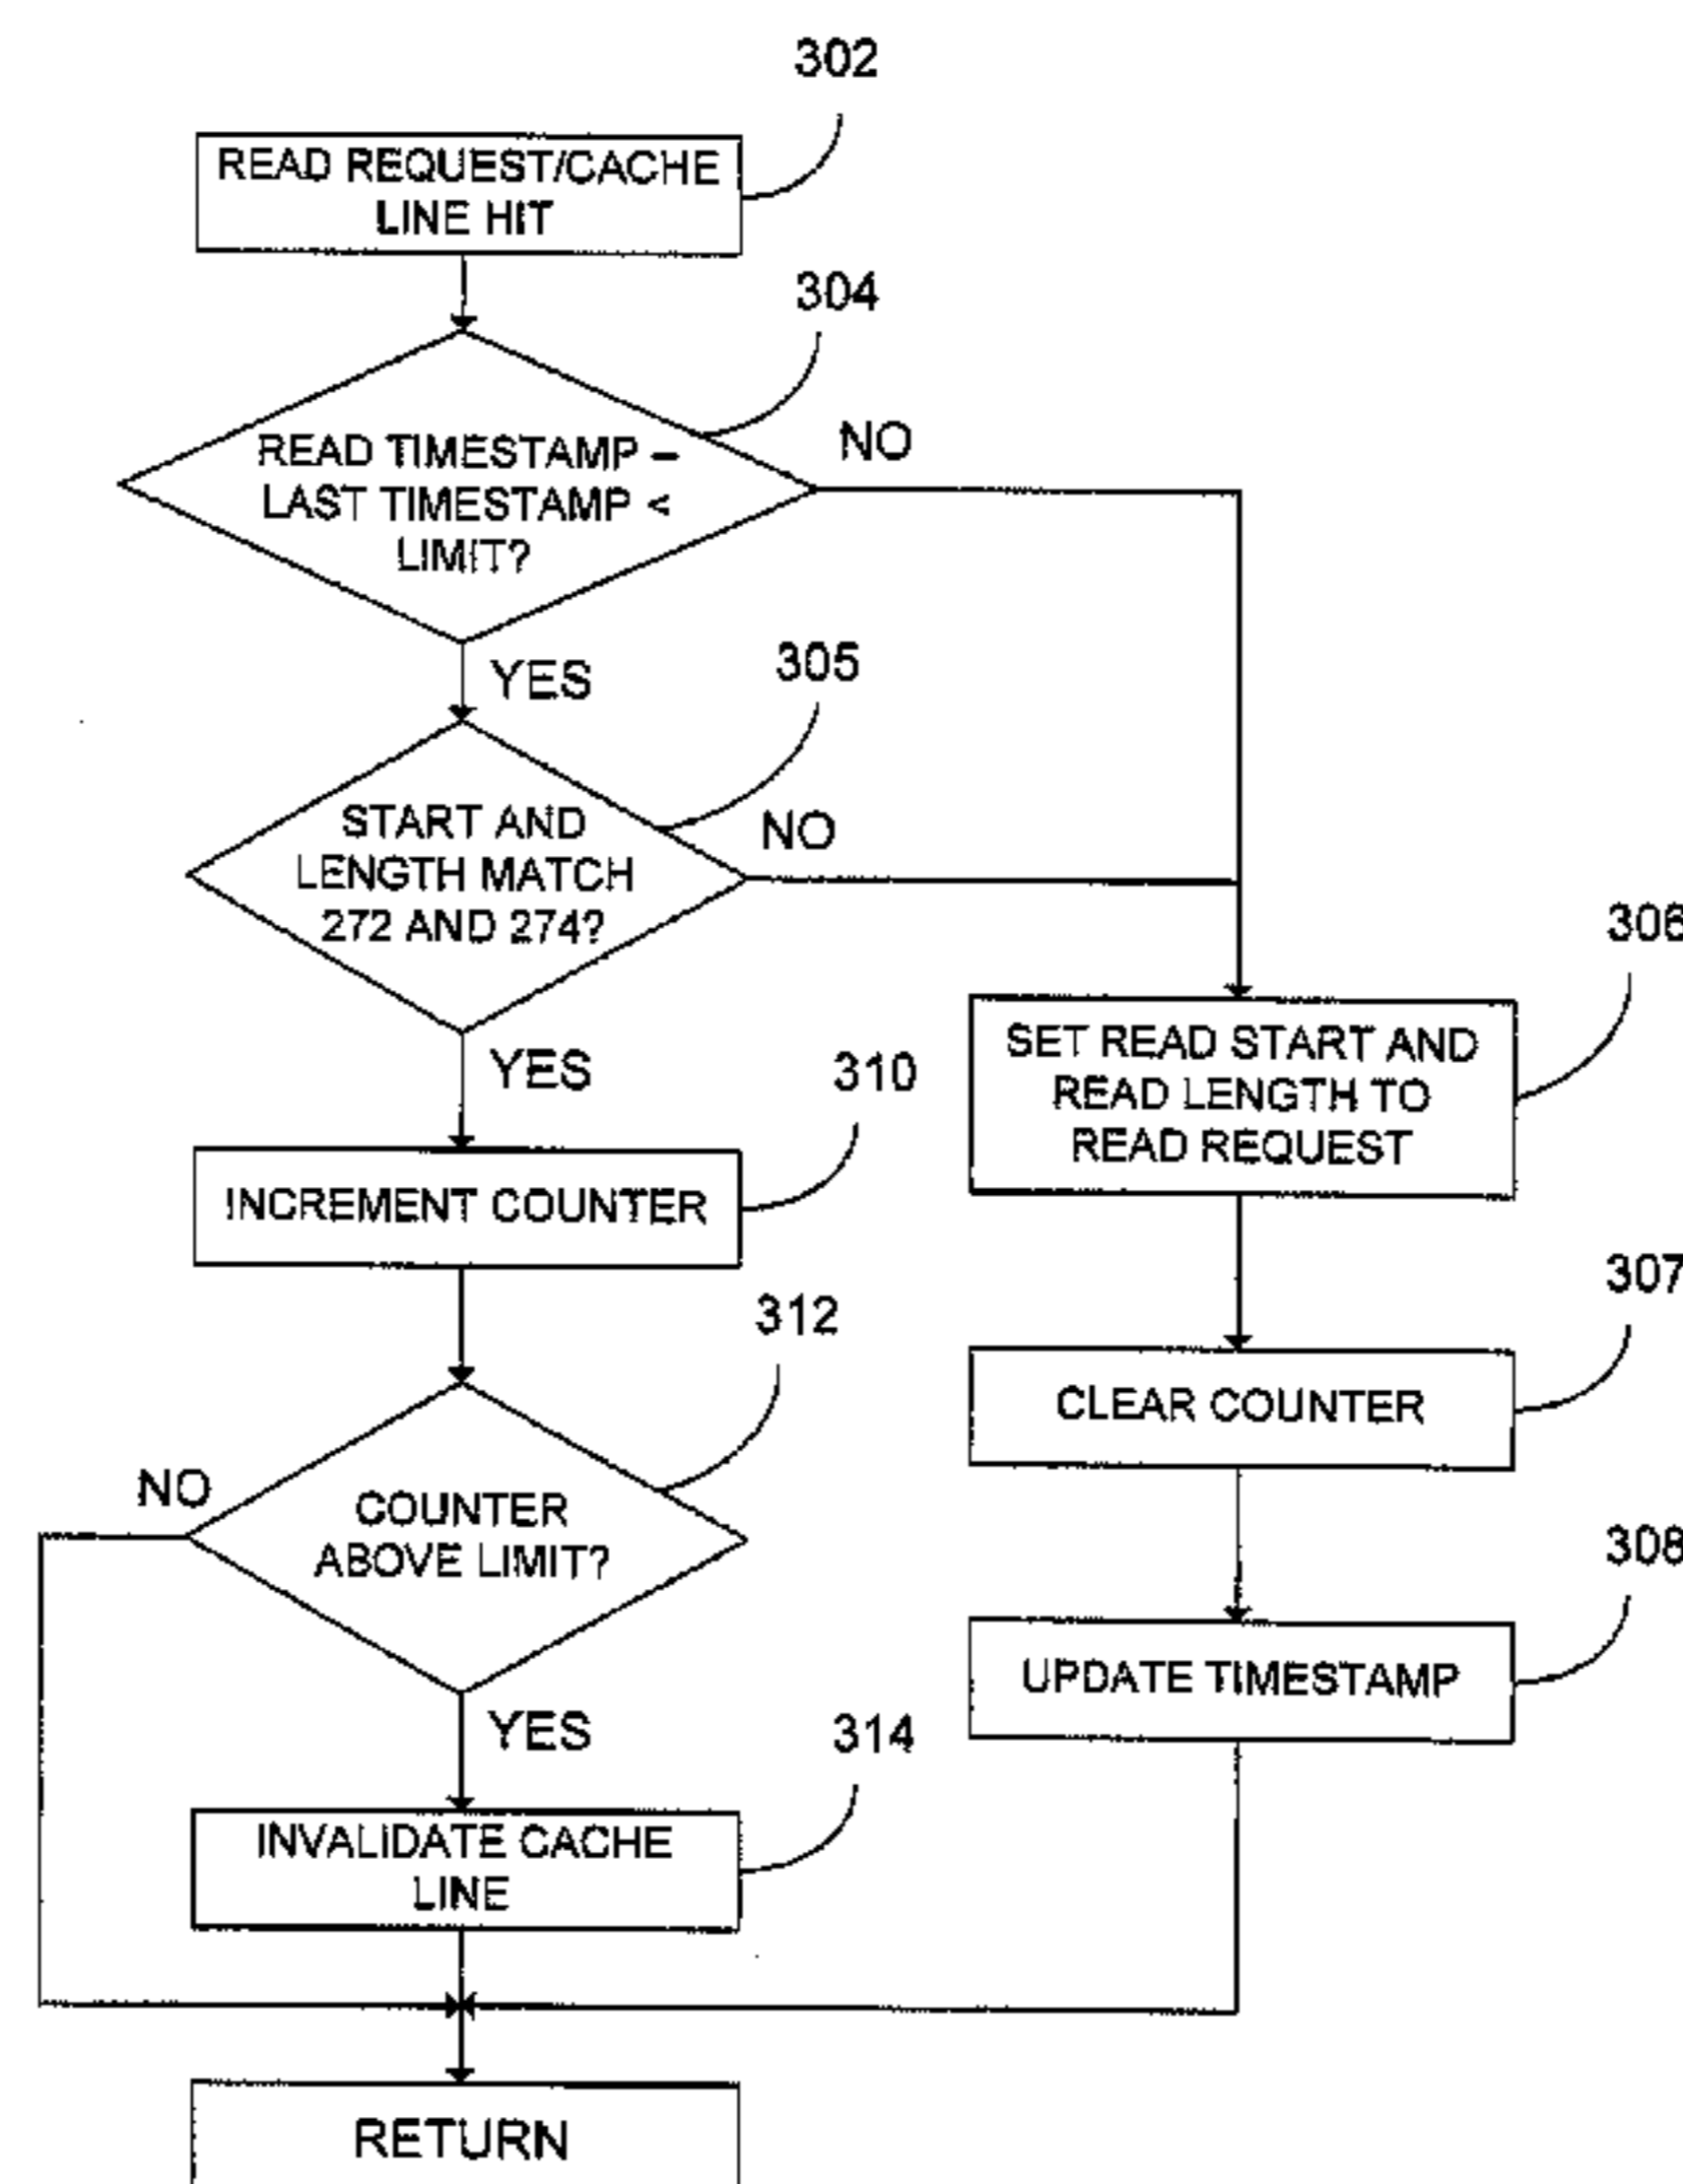 302
READ REQUEST/CACHE
LINE HIT
304
READ TIMESTAMP –
LAST TIMESTAMP <
LIMIT?
NO
YES
305
START AND
LENGTH MATCH
272 AND 274?
NO
306
SET READ START AND
READ LENGTH TO
READ REQUEST
YES
310
INCREMENT COUNTER
307
CLEAR COUNTER
312
COUNTER
ABOVE LIMIT?
NO
308
UPDATE TIMESTAMP
YES
314
INVALIDATE CACHE
LINE
RETURN